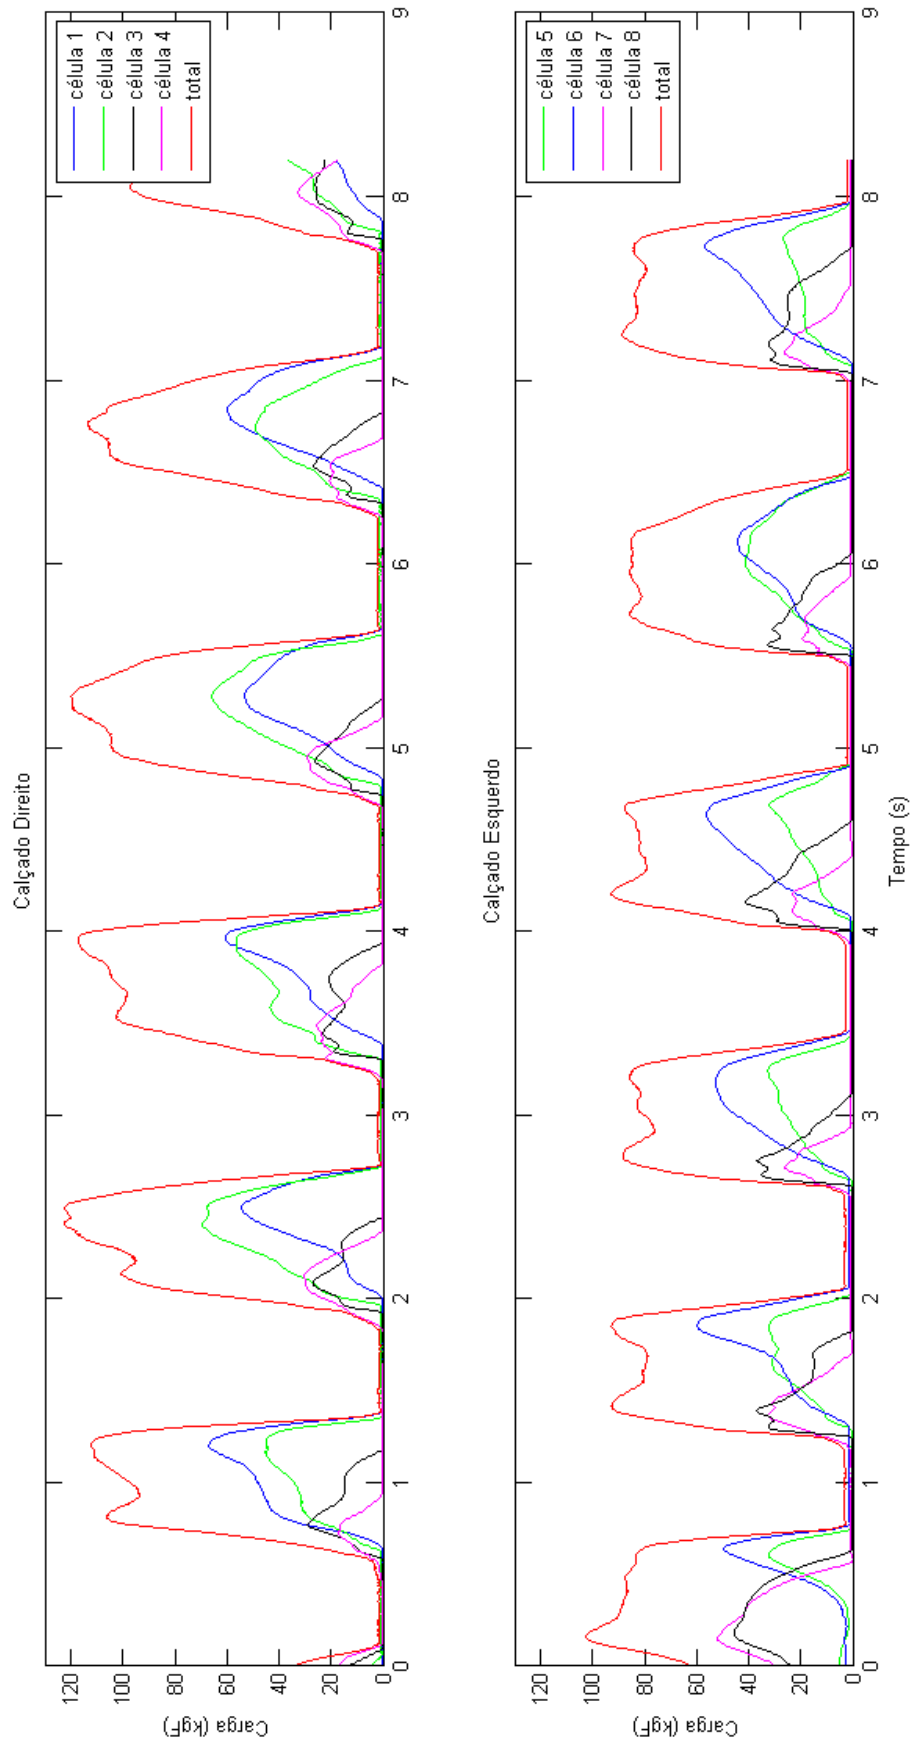 Calçado Direito
Carga (kgF)
120
100
80
60
40
20
0
0
1
2
3
4
5
6
7
8
9
célula 1
célula 2
célula 3
célula 4
total
Calçado Esquerdo
Carga (kgF)
120
100
80
60
40
20
0
0
1
2
3
4
5
6
7
8
9
Tempo (s)
célula 5
célula 6
célula 7
célula 8
total